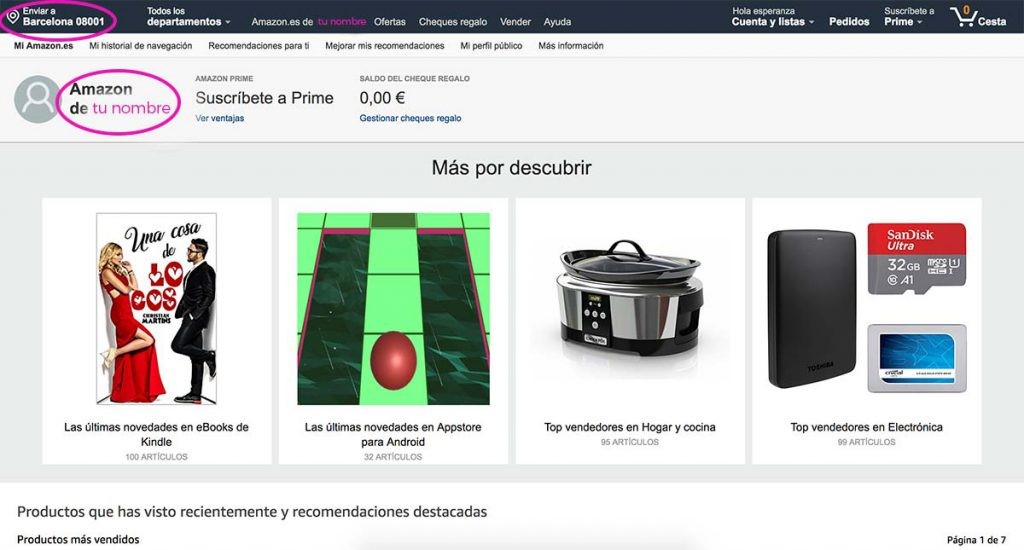 Enviar a
Barcelona 08001
Todos los
departamentos
Amazon.es de tu nombre
Ofertas
Cheques regalo
Vender
Ayuda
Hola esperanza
Cuenta y listas
Pedidos
Suscríbete a
Prime
0
Cesta
Mi Amazon.es
Mi historial de navegación
Recomendaciones para ti
Mejorar mis recomendaciones
Mi perfil público
Más información
Amazon
de tu nombre
AMAZON PRIME
Suscríbete a Prime
Ver ventajas
SALDO DEL CHEQUE REGALO
0,00 €
Gestionar cheques regalo
Más por descubrir
Una cosa
de
LOCOS
CHRISTIAN
MARTINS
SanDisk
Ultra
32GB
micro
HC I
A1
TOSHIBA
crucial
Las últimas novedades en eBooks de
Kindle
100 ARTÍCULOS
Las últimas novedades en Appstore
para Android
32 ARTÍCULOS
Top vendedores en Hogar y cocina
95 ARTÍCULOS
Top vendedores en Electrónica
99 ARTÍCULOS
Productos que has visto recientemente y recomendaciones destacadas
Productos más vendidos
Página 1 de 7